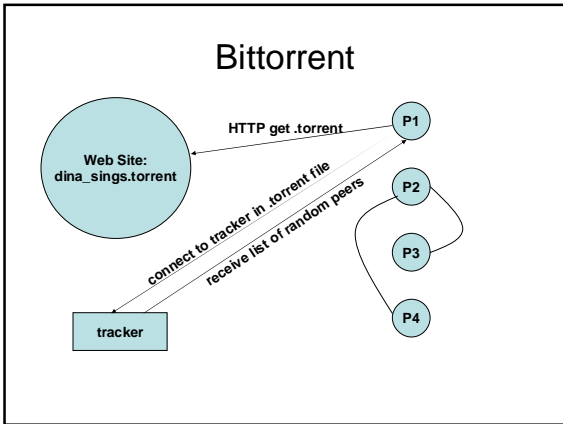 Bittorrent
HTTP get .torrent
P1
Web Site:
dina_sings.torrent
P2
connect to tracker in .torrent file
receive list of random peers
P3
P4
tracker